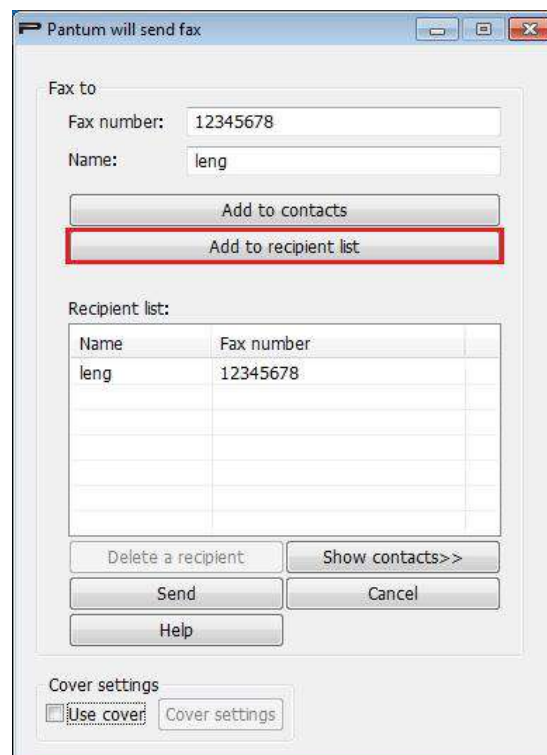 Pantum will send fax
Fax to
Fax number: 12345678
Name: leng
Add to contacts
Add to recipient list
Recipient list:
Name Fax number
leng 12345678
Delete a recipient Show contacts>>
Send Cancel
Help
Cover settings
Use cover Cover settings